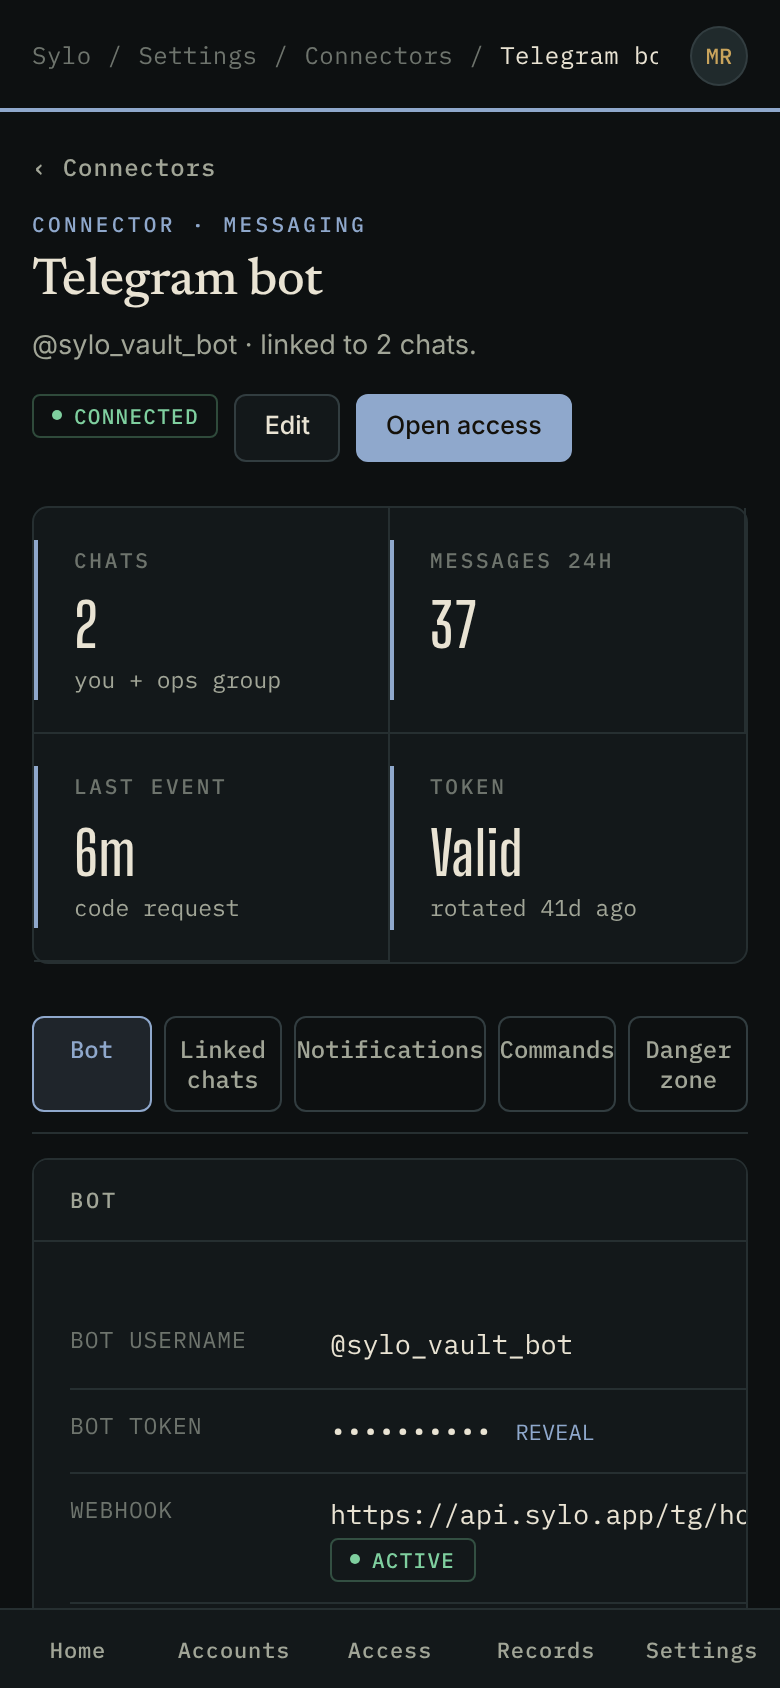 Sylo / Settings / Connectors / Telegram bo
MR
‹ Connectors
CONNECTOR · MESSAGING
Telegram bot
@sylo_vault_bot · linked to 2 chats.
• CONNECTED
Edit
Open access
CHATS
2
you + ops group
MESSAGES 24H
37
LAST EVENT
6m
code request
TOKEN
Valid
rotated 41d ago
Bot
Linked
chats
Notifications
Commands
Danger
zone
BOT
BOT USERNAME
@sylo_vault_bot
BOT TOKEN
•••••••••• REVEAL
WEBHOOK
https://api.sylo.app/tg/ho
• ACTIVE
Home
Accounts
Access
Records
Settings